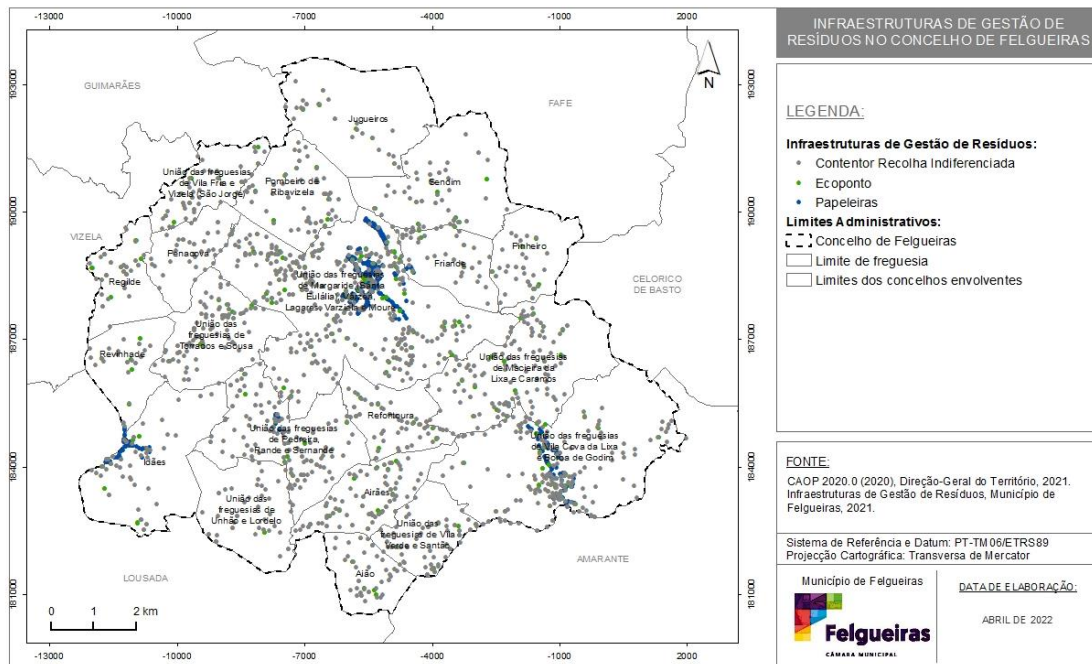 -13000 -10000 -7000 -4000 -1000 2000
193000 193000
190000 190000
187000 187000
184000 184000
181000 181000
-13000 -10000 -7000 -4000 -1000 2000
N
GUIMARÃES
FAFE
VIZELA
CELORICO
DE BASTO
AMARANTE
LOUSADA
Jugueiros
União das freguesias
de Vila Fria e
Vizela (São Jorge)
Pombeiro de
Ribavizela
Sendim
Pinheiro
Penacova
Friande
Regilde
União das freguesias
de Margaride (Santa
Eulália), Várzea,
Lagares, Varziela e Moure
União das
freguesias de
Torrados e Sousa
Revinhade
União das freguesias
de Macieira da
Lixa e Caramos
Refontoura
União das freguesias
de Pedreira,
Rande e Sernande
União das freguesias
de Vila Cova da Lixa
e Borba de Godim
Idães
Airães
União das
freguesias de
Unhão e Lordelo
União das
freguesias de Vila
Verde e Santão
Aião
0 1 2 km
INFRAESTRUTURAS DE GESTÃO DE
RESÍDUOS NO CONCELHO DE FELGUEIRAS
LEGENDA:
Infraestruturas de Gestão de Resíduos:
Contentor Recolha Indiferenciada
Ecoponto
Papeleiras
Limites Administrativos:
Concelho de Felgueiras
Limite de freguesia
Limites dos concelhos envolventes
FONTE:
CAOP 2020.0 (2020), Direção-Geral do Território, 2021.
Infraestruturas de Gestão de Resíduos, Município de
Felgueiras, 2021.
Sistema de Referência e Datum: PT-TM06/ETRS89
Projecção Cartográfica: Transversa de Mercator
Município de Felgueiras
Felgueiras
CÂMARA MUNICIPAL
DATA DE ELABORAÇÃO:
ABRIL DE 2022